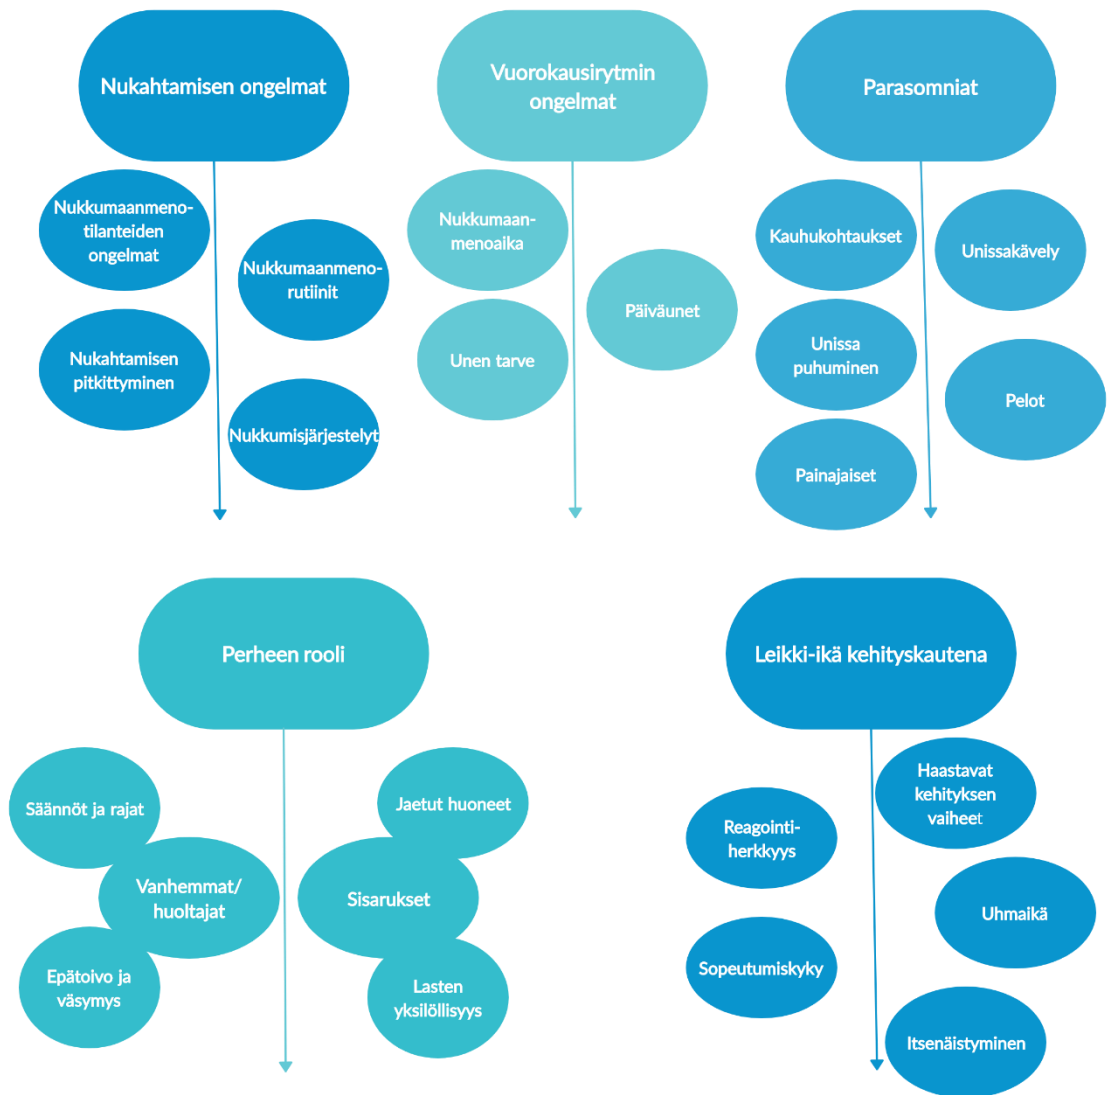 Nukahtamisen ongelmat
Nukkumaanmeno-
tilanteiden
ongelmat
Nukkumaanmeno-
rutiinit
Nukahtamisen
pitkittyminen
Nukkumisjärjestelyt
Vuorokausirytmin
ongelmat
Nukkumaan-
menoaika
Päiväunet
Unen tarve
Parasomniat
Kauhukohtaukset
Unissakävely
Unissa
puhuminen
Pelot
Painajaiset
Perheen rooli
Säännöt ja rajat
Vanhemmat/
huoltajat
Epätoivo ja
väsymys
Jaetut huoneet
Sisarukset
Lasten
yksilöllisyys
Leikki-ikä kehityskautena
Haastavat
kehityksen
vaiheet
Reagointi-
herkkyys
Uhmaikä
Sopeutumiskyky
Itsenäistyminen